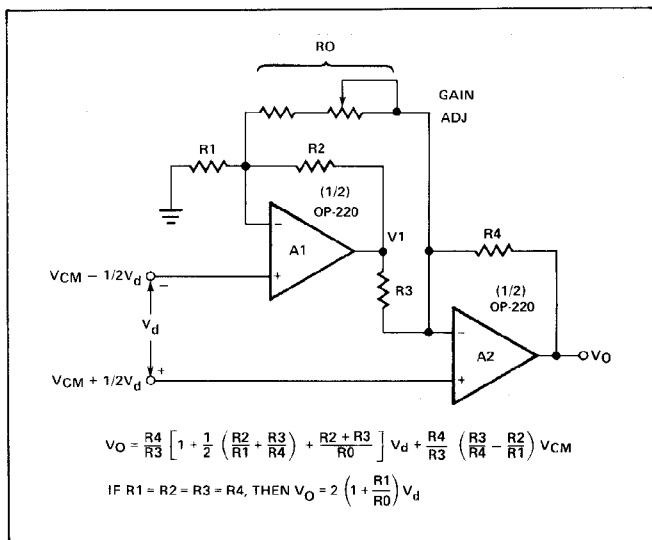 RO
GAIN
ADJ
R1
R2
(1/2)
OP-220
−
A1
+
V1
R3
R4
(1/2)
OP-220
VCM − 1/2Vd
−
Vd
+
VCM + 1/2Vd
−
A2
+
VO
VO = R4/R3 [1 + 1/2 (R2/R1 + R3/R4) + (R2 + R3)/R0] Vd + R4/R3 (R3/R4 − R2/R1) VCM
IF R1 = R2 = R3 = R4, THEN VO = 2 (1 + R1/R0) Vd